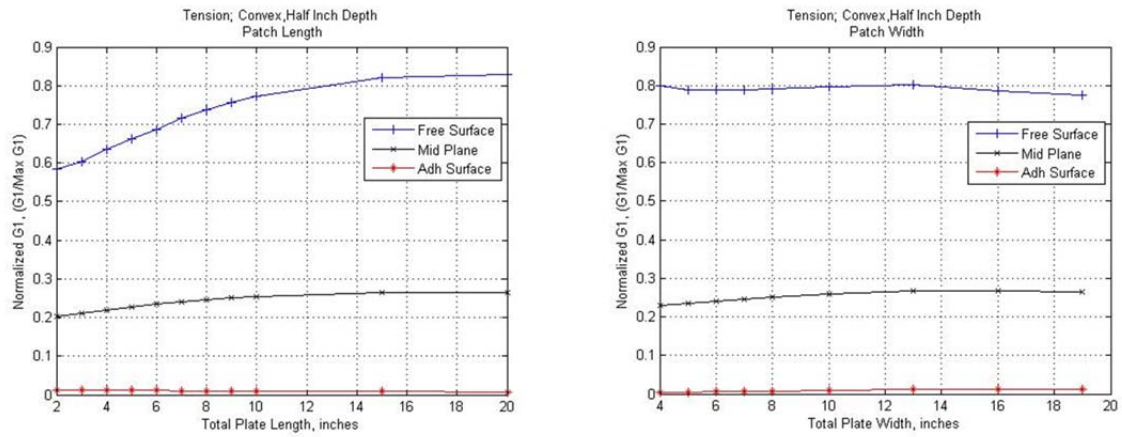 Tension; Convex,Half Inch Depth
Patch Length
0.9
0.8
0.7
0.6
0.5
0.4
0.3
0.2
0.1
0
Normalized G1, (G1/Max G1)
Free Surface
Mid Plane
Adh Surface
2 4 6 8 10 12 14 16 18 20
Total Plate Length, inches
Tension; Convex,Half Inch Depth
Patch Width
0.9
0.8
0.7
0.6
0.5
0.4
0.3
0.2
0.1
0
Normalized G1, (G1/Max G1)
Free Surface
Mid Plane
Adh Surface
4 6 8 10 12 14 16 18 20
Total Plate Width, inches